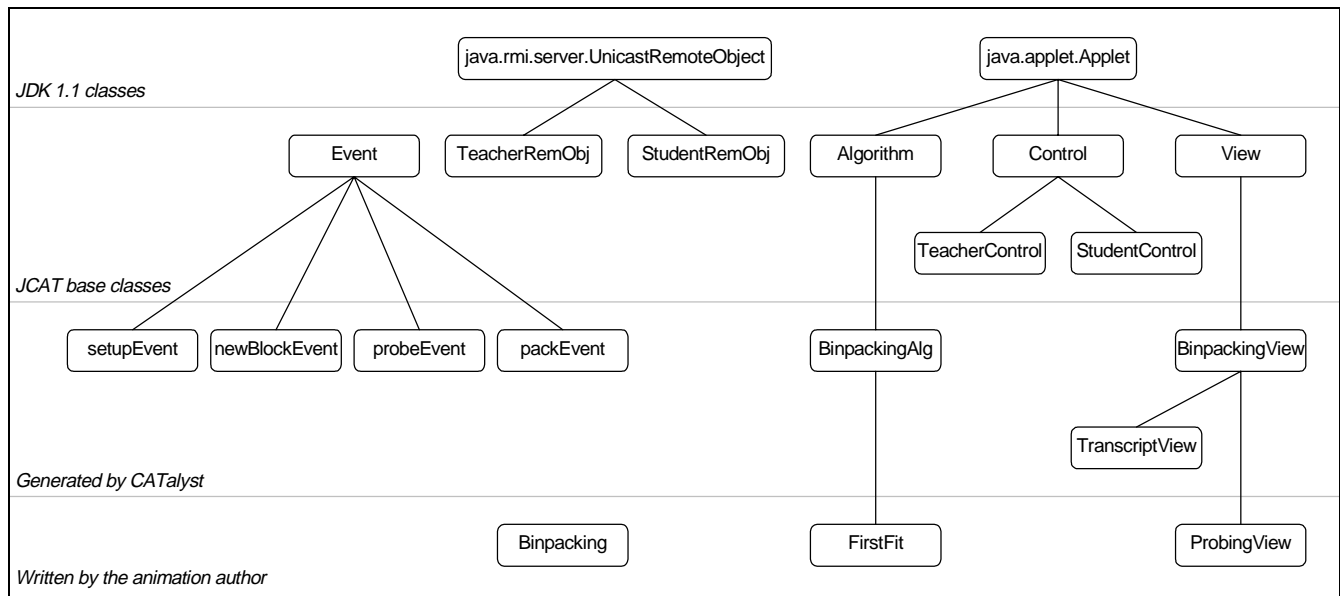 java.rmi.server.UnicastRemoteObject
java.applet.Applet
JDK 1.1 classes
Event
TeacherRemObj
StudentRemObj
Algorithm
Control
View
TeacherControl
StudentControl
JCAT base classes
setupEvent
newBlockEvent
probeEvent
packEvent
BinpackingAlg
BinpackingView
TranscriptView
Generated by CATalyst
Binpacking
FirstFit
ProbingView
Written by the animation author